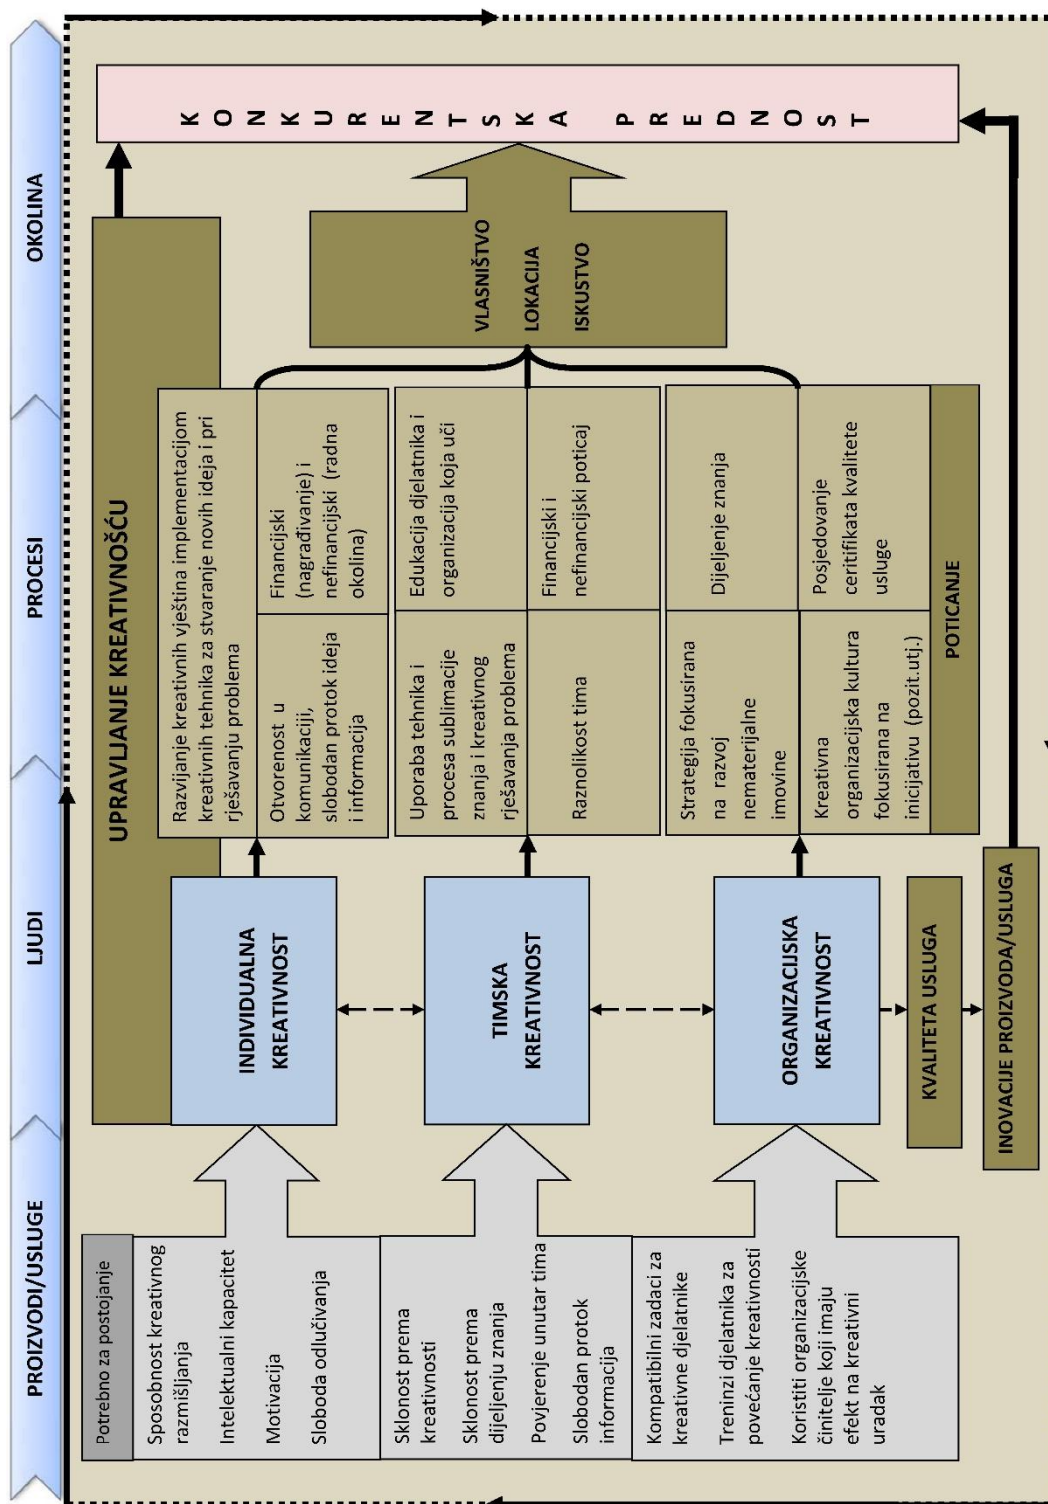 PROIZVODI/USLUGE
LJUDI
PROCESI
OKOLINA
Potrebno za postojanje
Sposobnost kreativnog
razmišljanja
Intelektualni kapacitet
Motivacija
Sloboda odlučivanja
Sklonost prema
kreativnosti
Sklonost prema
dijeljenju znanja
Povjerenje unutar tima
Slobodan protok
informacija
Kompatibilni zadaci za
kreativne djelatnike
Treninzi djelatnika za
povećanje kreativnosti
Koristiti organizacijske
činitelje koji imaju
efekt na kreativni
uradak
UPRAVLJANJE KREATIVNOŠĆU
INDIVIDUALNA
KREATIVNOST
TIMSKA
KREATIVNOST
ORGANIZACIJSKA
KREATIVNOST
KVALITETA USLUGA
INOVACIJE PROIZVODA/USLUGA
Razvijanje kreativnih vještina implementacijom
kreativnih tehnika za stvaranje novih ideja i pri
rješavanju problema
Otvorenost u
komunikaciji,
slobodan protok ideja
i informacija
Financijski
(nagrađivanje) i
nefinancijski (radna
okolina)
Uporaba tehnika i
procesa sublimacije
znanja i kreativnog
rješavanja problema
Edukacija djelatnika i
organizacija koja uči
Raznolikost tima
Financijski i
nefinancijski poticaj
Strategija fokusirana
na razvoj
nematerijalne
imovine
Dijeljenje znanja
Kreativna
organizacijska kultura
fokusirana na
inicijativu (pozit.utj.)
Posjedovanje
ceritifikata kvalitete
usluge
POTICANJE
VLASNIŠTVO
LOKACIJA
ISKUSTVO
KONKURENTSKA PREDNOST